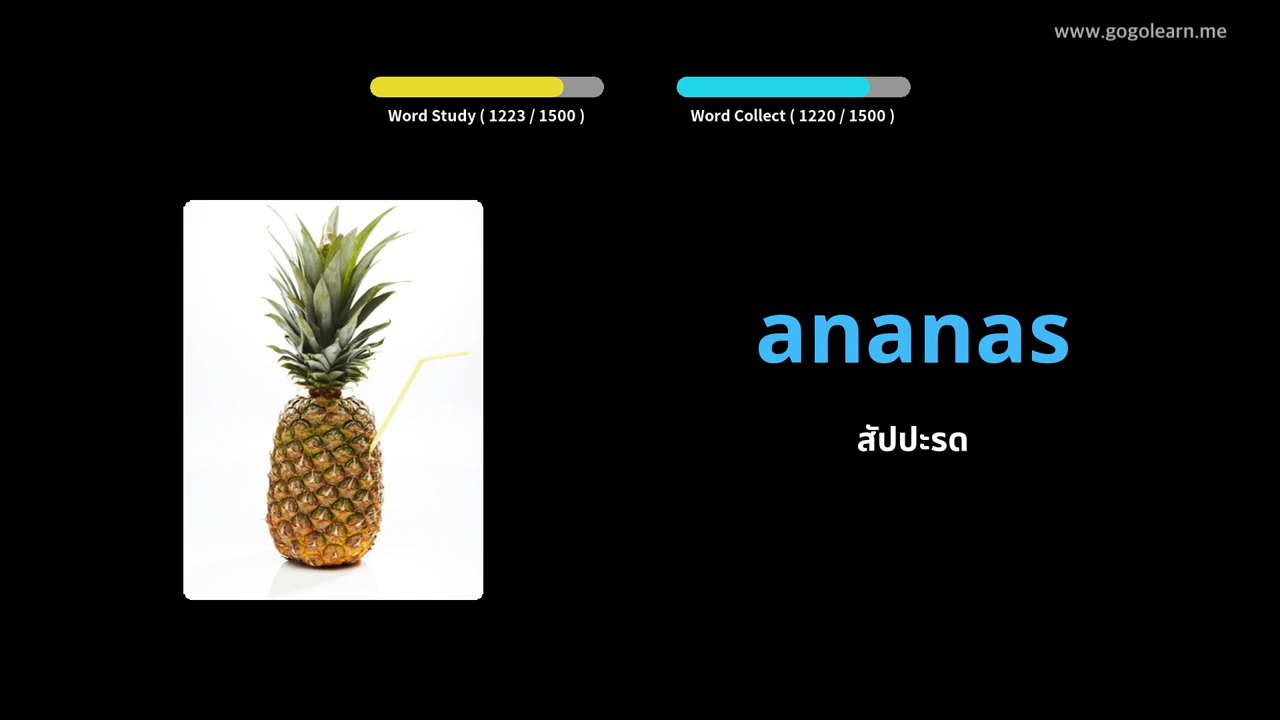 www.gogolearn.me
Word Study ( 1223 / 1500 )
Word Collect ( 1220 / 1500 )
ananas
สัปปะรด